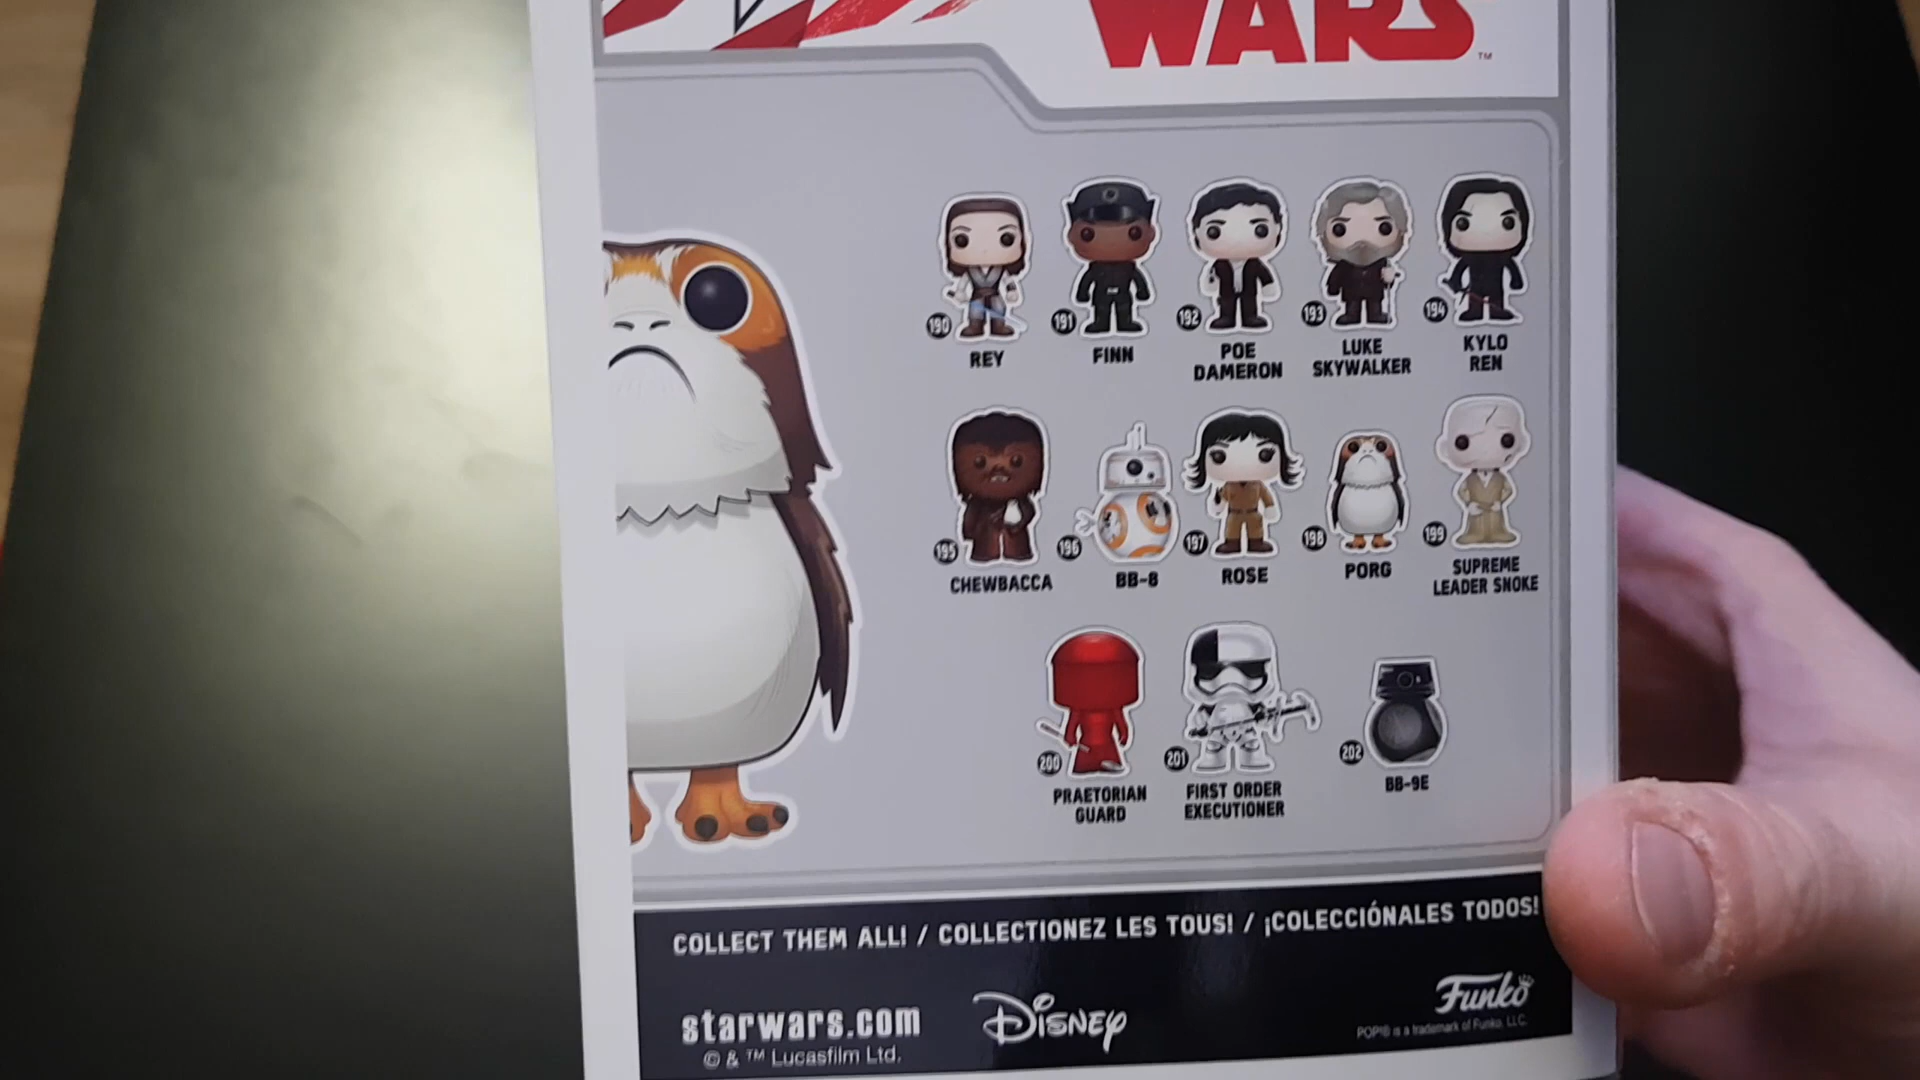 WARS
™
190
REY
191
FINN
192
POE
DAMERON
193
LUKE
SKYWALKER
194
KYLO
REN
195
CHEWBACCA
196
BB-8
197
ROSE
198
PORG
199
SUPREME
LEADER SNOKE
200
PRAETORIAN
GUARD
201
FIRST ORDER
EXECUTIONER
202
BB-9E
COLLECT THEM ALL! / COLLECTIONEZ LES TOUS! / ¡COLECCIÓNALES TODOS!
starwars.com
© & ™ Lucasfilm Ltd.
Disney
Funko
POP!® is a trademark of Funko, LLC.